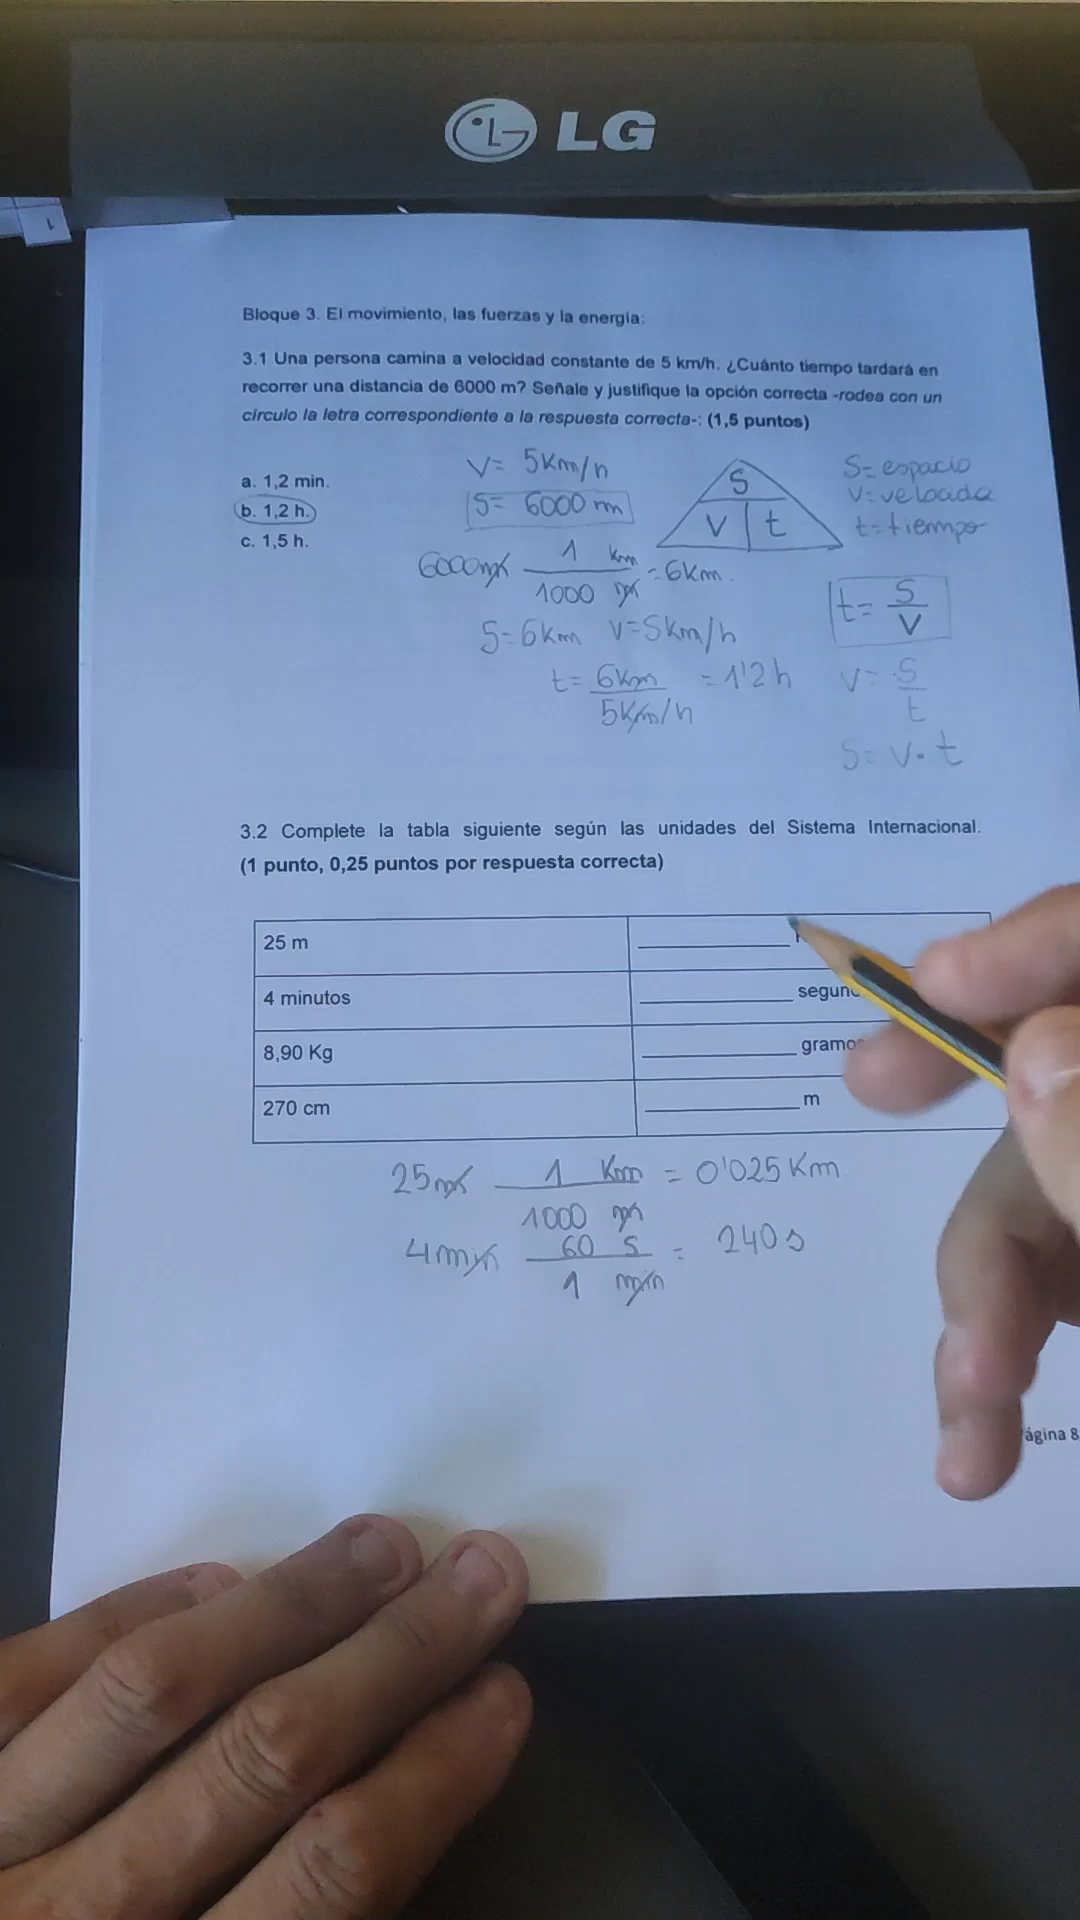 LG
Bloque 3. El movimiento, las fuerzas y la energía:
3.1 Una persona camina a velocidad constante de 5 km/h. ¿Cuánto tiempo tardará en
recorrer una distancia de 6000 m? Señale y justifique la opción correcta -rodea con un
círculo la letra correspondiente a la respuesta correcta-: (1,5 puntos)
a. 1,2 min.
b. 1,2 h.
c. 1,5 h.
V= 5Km/h
S= 6000 m
S
V t
S= espacio
V= velocidad
t= tiempo
6000m 1 Km = 6Km.
1000 m
S=6Km V=5Km/h
t= 6Km = 1'2 h
5Km/h
t= S
V
V= S
t
S= V·t
3.2 Complete la tabla siguiente según las unidades del Sistema Internacional.
(1 punto, 0,25 puntos por respuesta correcta)
25 m
4 minutos
8,90 Kg gramos
270 cm m
25m 1 Km = 0'025 Km
1000 m
4min 60 s = 240 s
1 min
ágina 8